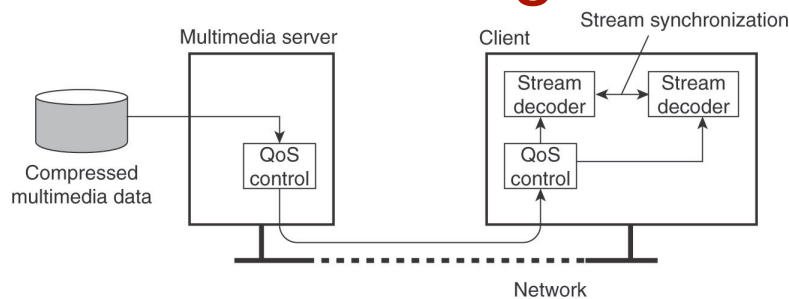 Stream synchronization
Multimedia server
Client
Stream
decoder
Stream
decoder
QoS
control
QoS
control
Compressed
multimedia data
Network